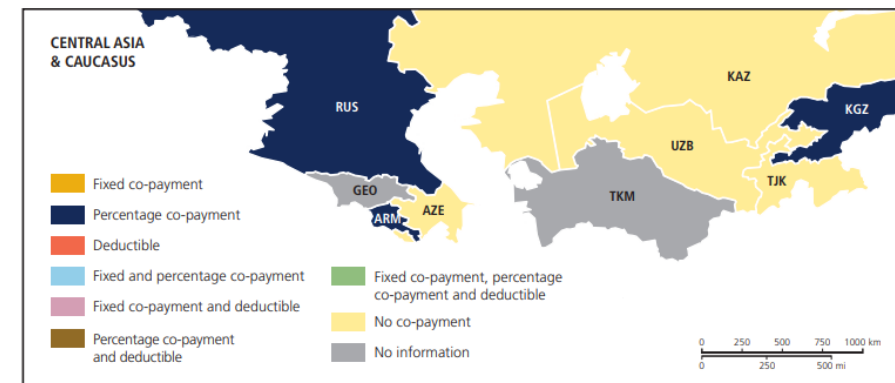 CENTRAL ASIA
& CAUCASUS
KAZ
RUS
KGZ
UZB
TJK
GEO
TKM
AZE
ARM
Fixed co-payment
Percentage co-payment
Deductible
Fixed and percentage co-payment
Fixed co-payment and deductible
Percentage co-payment
and deductible
Fixed co-payment, percentage
co-payment and deductible
No co-payment
No information
0 250 500 750 1000 km
0 250 500 mi